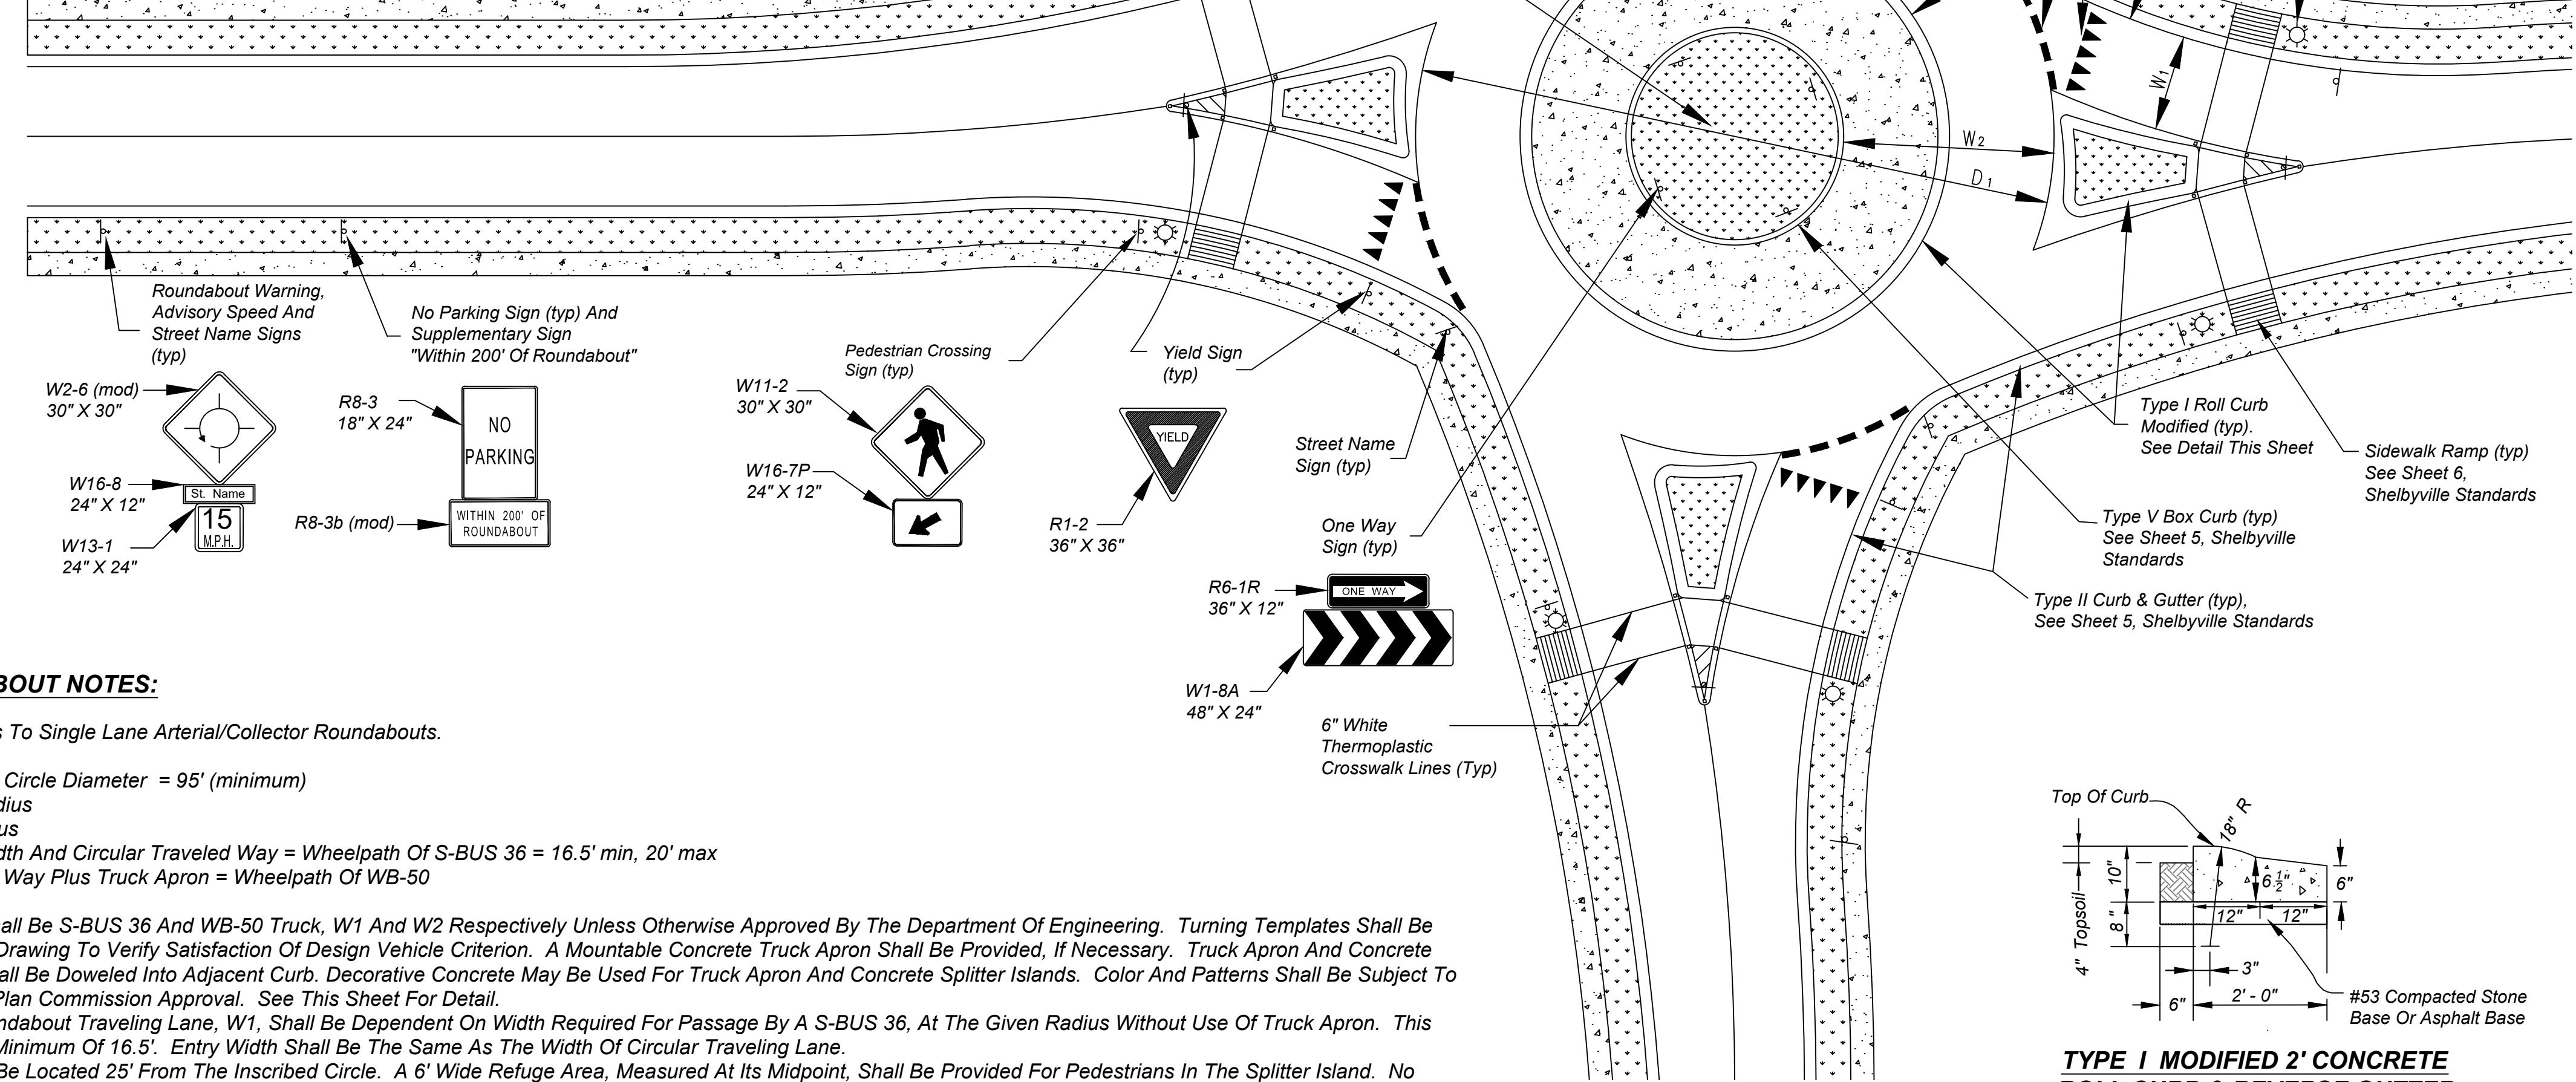 W1
W2
D1
Roundabout Warning,
Advisory Speed And
Street Name Signs
(typ)
No Parking Sign (typ) And
Supplementary Sign
"Within 200' Of Roundabout"
Pedestrian Crossing
Sign (typ)
Yield Sign
(typ)
W2-6 (mod)
30" X 30"
W16-8
24" X 12"
St. Name
15
M.P.H.
W13-1
24" X 24"
R8-3
18" X 24"
NO
PARKING
R8-3b (mod)
WITHIN 200' OF
ROUNDABOUT
W11-2
30" X 30"
W16-7P
24" X 12"
YIELD
R1-2
36" X 36"
Street Name
Sign (typ)
One Way
Sign (typ)
R6-1R
36" X 12"
ONE WAY
W1-8A
48" X 24"
6" White
Thermoplastic
Crosswalk Lines (Typ)
Type I Roll Curb
Modified (typ).
See Detail This Sheet
Sidewalk Ramp (typ)
See Sheet 6,
Shelbyville Standards
Type V Box Curb (typ)
See Sheet 5, Shelbyville
Standards
Type II Curb & Gutter (typ),
See Sheet 5, Shelbyville Standards
BOUT NOTES:
s To Single Lane Arterial/Collector Roundabouts.
Circle Diameter = 95' (minimum)
dius
us
dth And Circular Traveled Way = Wheelpath Of S-BUS 36 = 16.5' min, 20' max
Way Plus Truck Apron = Wheelpath Of WB-50
all Be S-BUS 36 And WB-50 Truck, W1 And W2 Respectively Unless Otherwise Approved By The Department Of Engineering. Turning Templates Shall Be
Drawing To Verify Satisfaction Of Design Vehicle Criterion. A Mountable Concrete Truck Apron Shall Be Provided, If Necessary. Truck Apron And Concrete
all Be Doweled Into Adjacent Curb. Decorative Concrete May Be Used For Truck Apron And Concrete Splitter Islands. Color And Patterns Shall Be Subject To
Plan Commission Approval. See This Sheet For Detail.
ndabout Traveling Lane, W1, Shall Be Dependent On Width Required For Passage By A S-BUS 36, At The Given Radius Without Use Of Truck Apron. This
Minimum Of 16.5'. Entry Width Shall Be The Same As The Width Of Circular Traveling Lane.
Be Located 25' From The Inscribed Circle. A 6' Wide Refuge Area, Measured At Its Midpoint, Shall Be Provided For Pedestrians In The Splitter Island. No
Top Of Curb
18" R
4" Topsoil
10"
8"
6 1/2"
6"
12"
12"
3"
6"
2' - 0"
#53 Compacted Stone
Base Or Asphalt Base
TYPE I MODIFIED 2' CONCRETE
ROLL CURB & REVERSE GUTTER